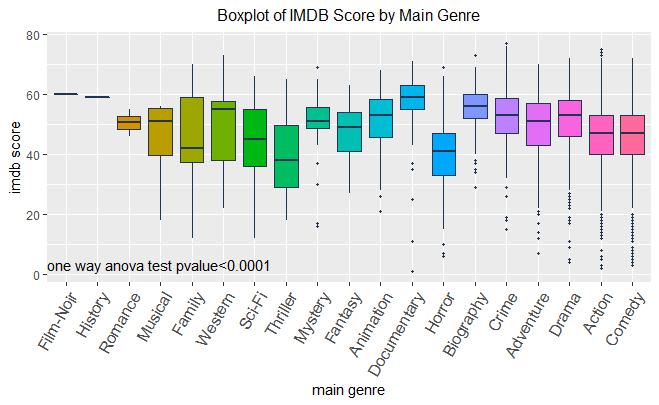 Boxplot of IMDB Score by Main Genre
80
60
40
20
0
imdb score
one way anova test pvalue<0.0001
Film-Noir
History
Romance
Musical
Family
Western
Sci-Fi
Thriller
Mystery
Fantasy
Animation
Documentary
Horror
Biography
Crime
Adventure
Drama
Action
Comedy
main genre